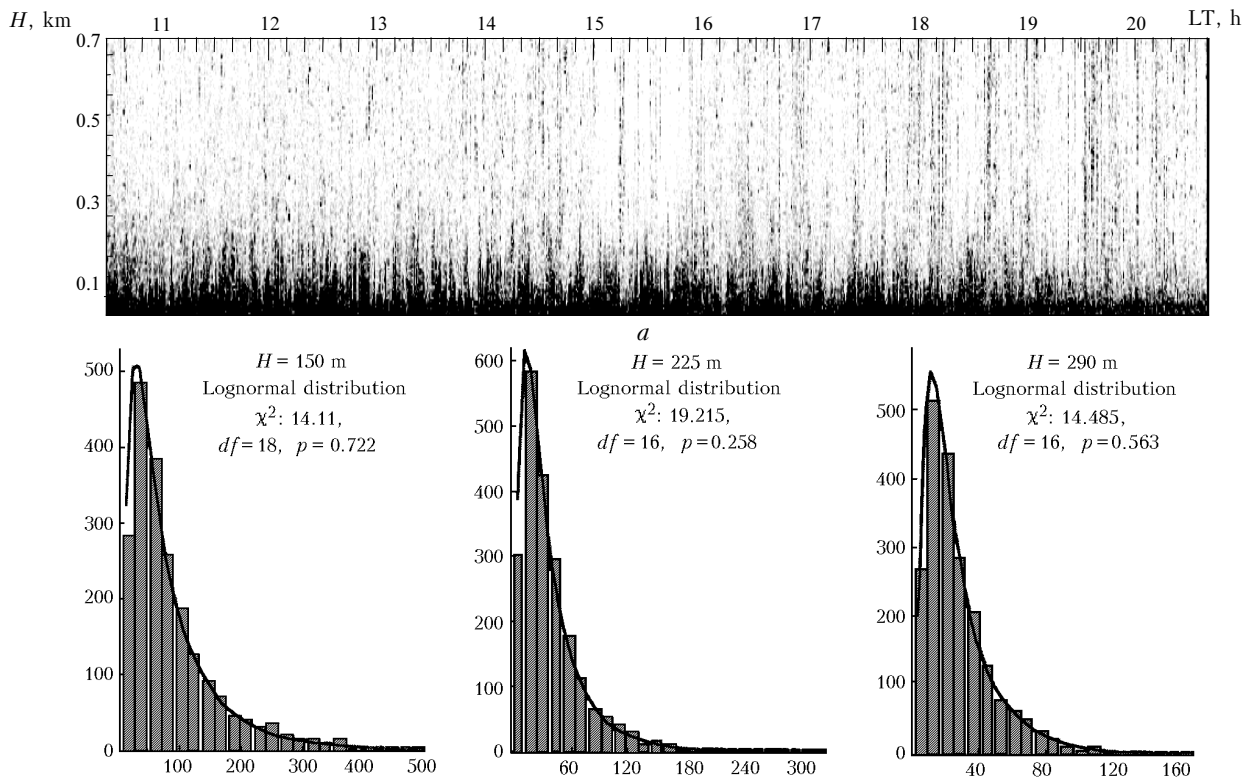 H, km 11 12 13 14 15 16 17 18 19 20 LT, h
0.7
0.5
0.3
0.1
a
H = 150 m
Lognormal distribution
χ²: 14.11,
df = 18, p = 0.722
500
400
300
200
100
0
100 200 300 400 500
H = 225 m
Lognormal distribution
χ²: 19.215,
df = 16, p = 0.258
600
500
400
300
200
100
0
60 120 180 240 300
H = 290 m
Lognormal distribution
χ²: 14.485,
df = 16, p = 0.563
500
400
300
200
100
0
40 80 120 160